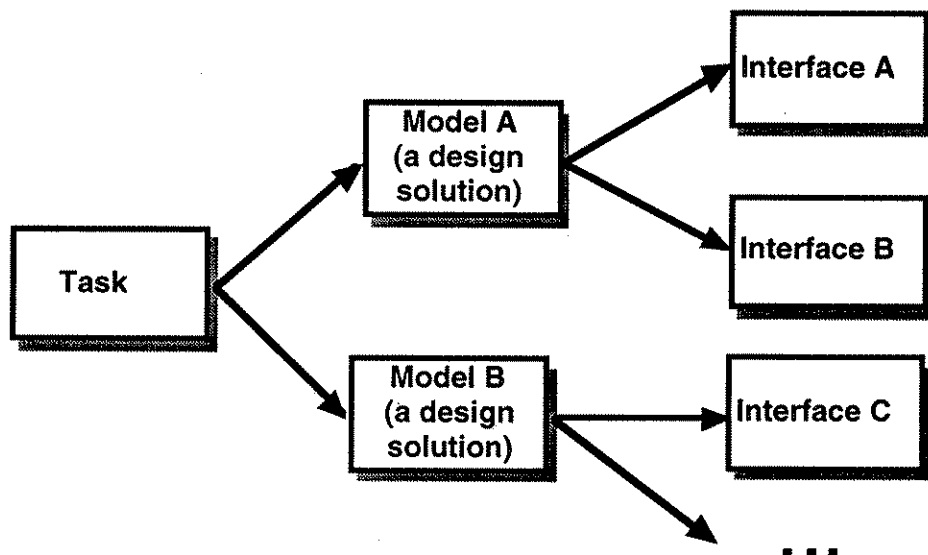 Task
Model A
(a design
solution)
Model B
(a design
solution)
Interface A
Interface B
Interface C
...